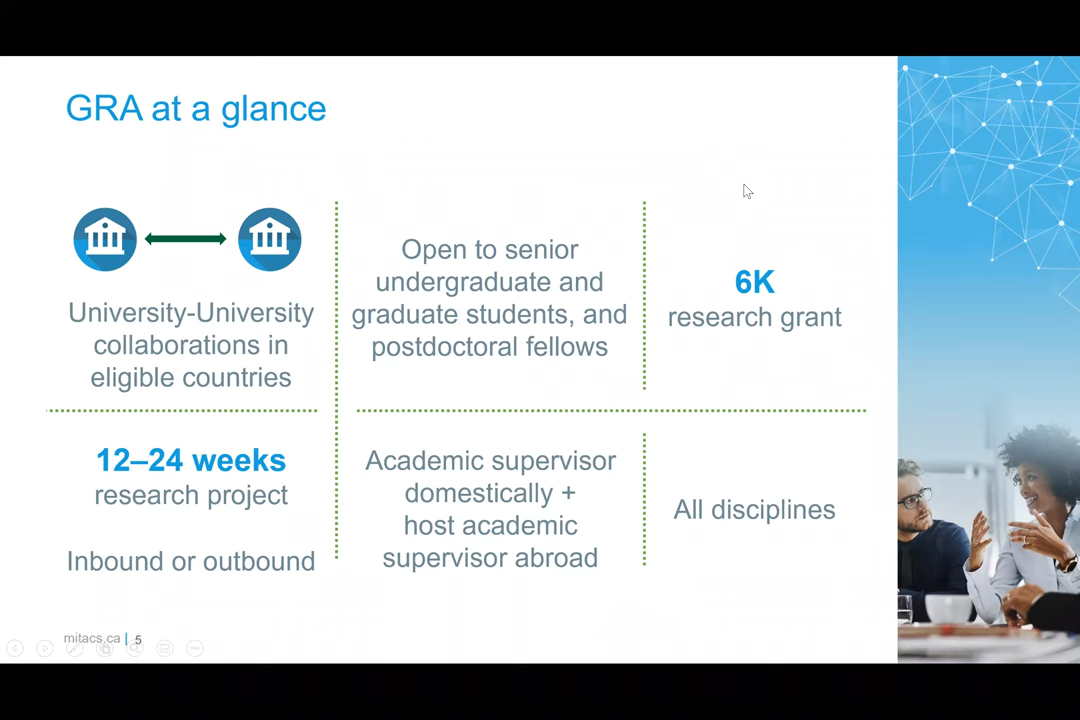 GRA at a glance
University-University
collaborations in
eligible countries
Open to senior
undergraduate and
graduate students, and
postdoctoral fellows
6K
research grant
12–24 weeks
research project
Inbound or outbound
Academic supervisor
domestically +
host academic
supervisor abroad
All disciplines
mitacs.ca | 5